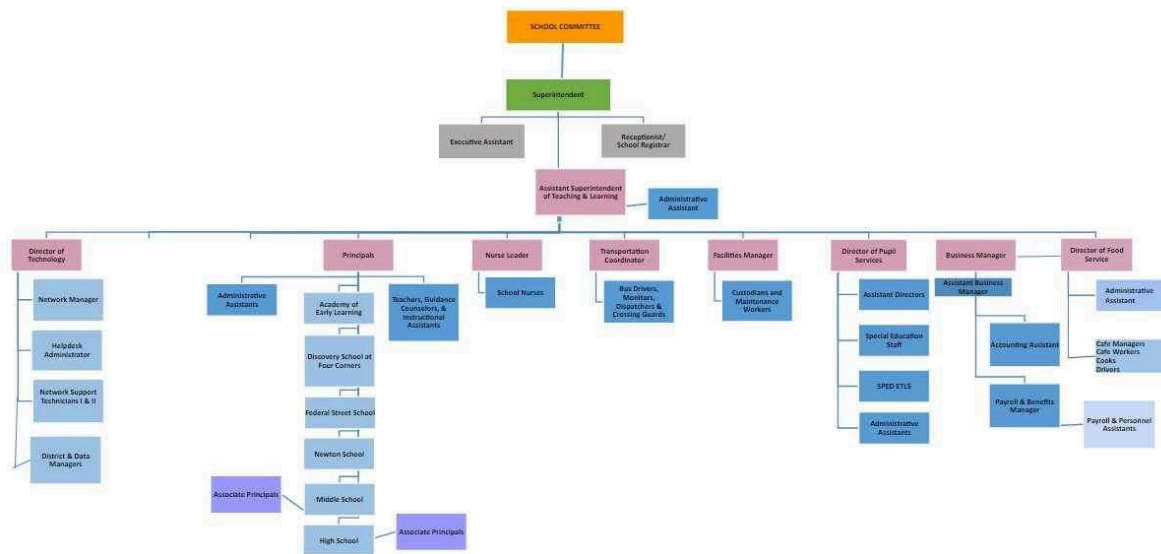 SCHOOL COMMITTEE
Superintendent
Executive Assistant
Receptionist/
School Registrar
Assistant Superintendent
of Teaching & Learning
Administrative
Assistant
Director of
Technology
Principals
Nurse Leader
Transportation
Coordinator
Facilities Manager
Director of Pupil
Services
Business Manager
Director of Food
Service
Network Manager
Helpdesk
Administrator
Network Support
Technicians I & II
District & Data
Managers
Administrative
Assistants
Academy of
Early Learning
Teachers, Guidance
Counselors, &
Instructional
Assistants
Discovery School at
Four Corners
Federal Street School
Newton School
Middle School
High School
Associate Principals
Associate Principals
School Nurses
Bus Drivers,
Monitors,
Dispatchers &
Crossing Guards
Custodians and
Maintenance
Workers
Assistant Directors
Special Education
Staff
SPED ETLS
Administrative
Assistants
Assistant Business
Manager
Accounting Assistant
Payroll & Benefits
Manager
Payroll & Personnel
Assistants
Administrative
Assistant
Cafe Managers
Cafe Workers
Cooks
Drivers